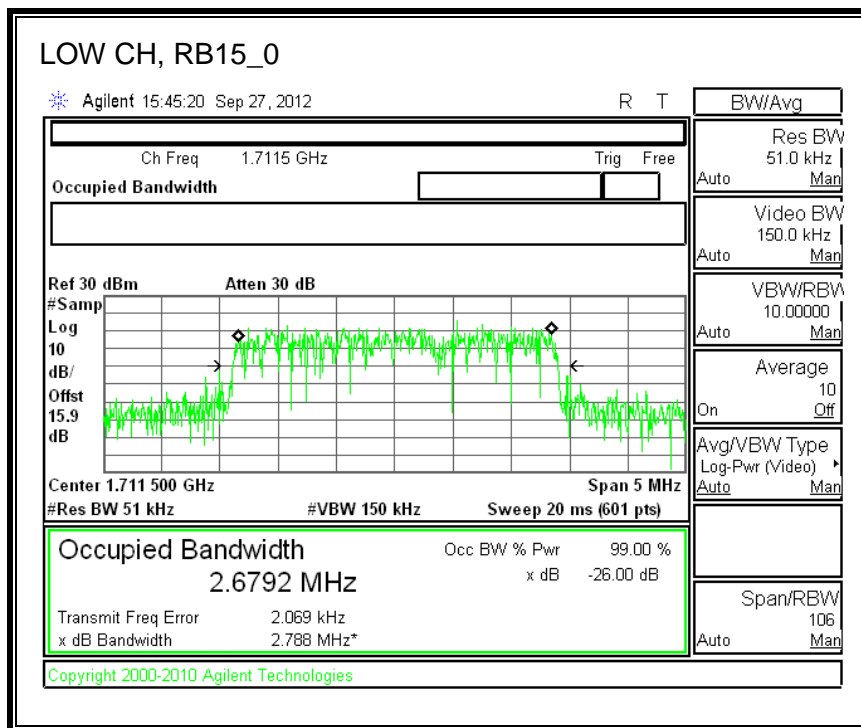 LOW CH, RB15_0
Agilent 15:45:20 Sep 27, 2012 R T
Ch Freq 1.7115 GHz Trig Free
Occupied Bandwidth
Ref 30 dBm Atten 30 dB
#Samp
Log
10
dB/
Offst
15.9
dB
Center 1.711 500 GHz Span 5 MHz
#Res BW 51 kHz #VBW 150 kHz Sweep 20 ms (601 pts)
Occupied Bandwidth Occ BW % Pwr 99.00 %
2.6792 MHz x dB -26.00 dB
Transmit Freq Error 2.069 kHz
x dB Bandwidth 2.788 MHz*
Copyright 2000-2010 Agilent Technologies
BW/Avg
Res BW
51.0 kHz
Auto Man
Video BW
150.0 kHz
Auto Man
VBW/RBW
10.00000
Auto Man
Average
10
On Off
Avg/VBW Type
Log-Pwr (Video)
Auto Man
Span/RBW
106
Auto Man